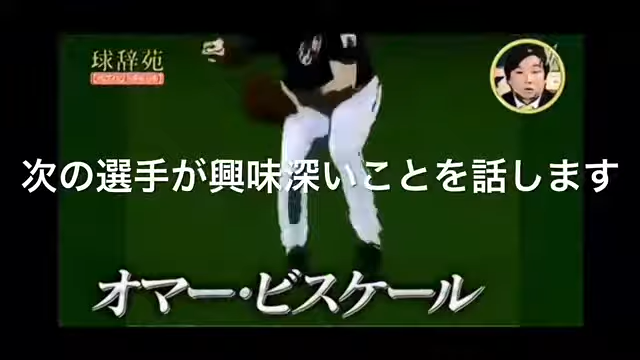 球辞苑
次の選手が興味深いことを話します
オマー・ビスケール